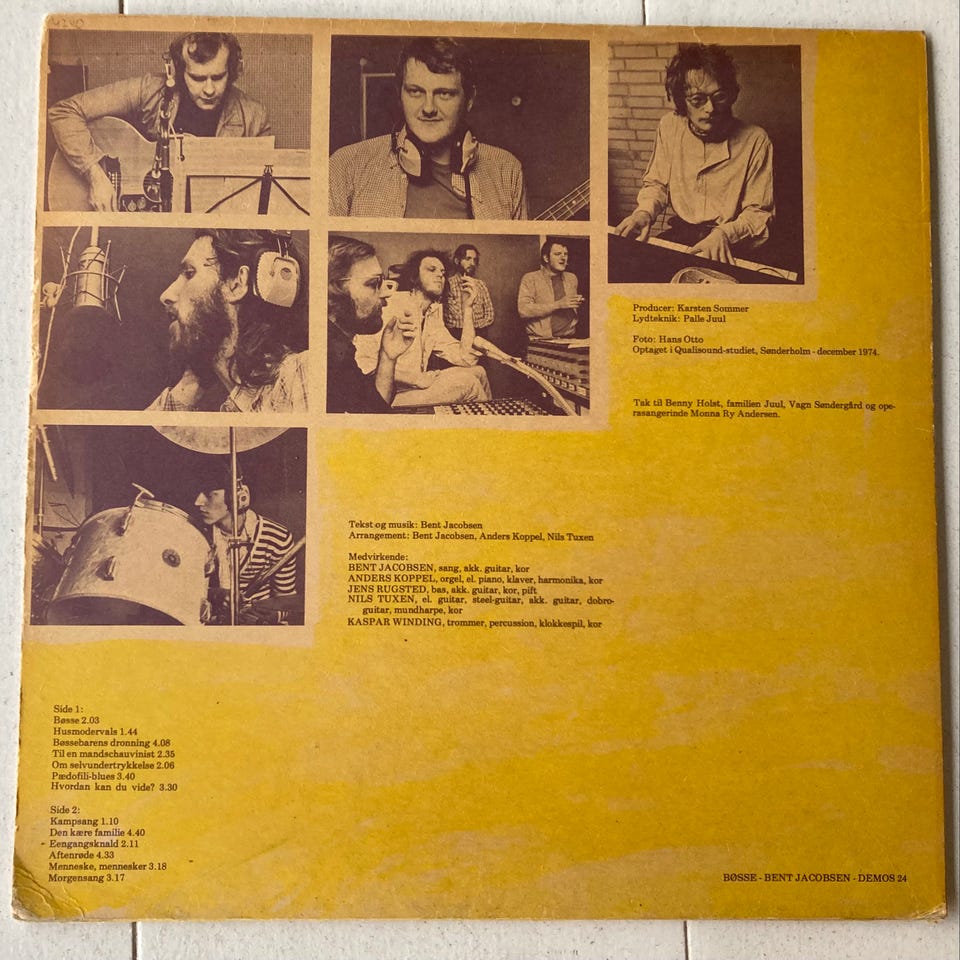 Producer: Karsten Sommer
Lydteknik: Palle Juul
Foto: Hans Otto
Optaget i Qualisound-studiet, Sønderholm - december 1974.
Tak til Benny Holst, familien Juul, Vagn Søndergård og ope-
rasangerinde Monna Ry Andersen.
Tekst og musik: Bent Jacobsen
Arrangement: Bent Jacobsen, Anders Koppel, Nils Tuxen
Medvirkende:
BENT JACOBSEN, sang, akk. guitar, kor
ANDERS KOPPEL, orgel, el. piano, klaver, harmonika, kor
JENS RUGSTED, bas, akk. guitar, kor, pift
NILS TUXEN, el. guitar, steel-guitar, akk. guitar, dobro-
guitar, mundharpe, kor
KASPAR WINDING, trommer, percussion, klokkespil, kor
Side 1:
Bøsse 2.03
Husmodervals 1.44
Bøssebarens dronning 4.08
Til en mandschauvinist 2.35
Om selvundertrykkelse 2.06
Pædofili-blues 3.40
Hvordan kan du vide? 3.30
Side 2:
Kampsang 1.10
Den kære familie 4.40
Eengangsknald 2.11
Aftenrøde 4.33
Menneske, mennesker 3.18
Morgensang 3.17
BØSSE - BENT JACOBSEN - DEMOS 24